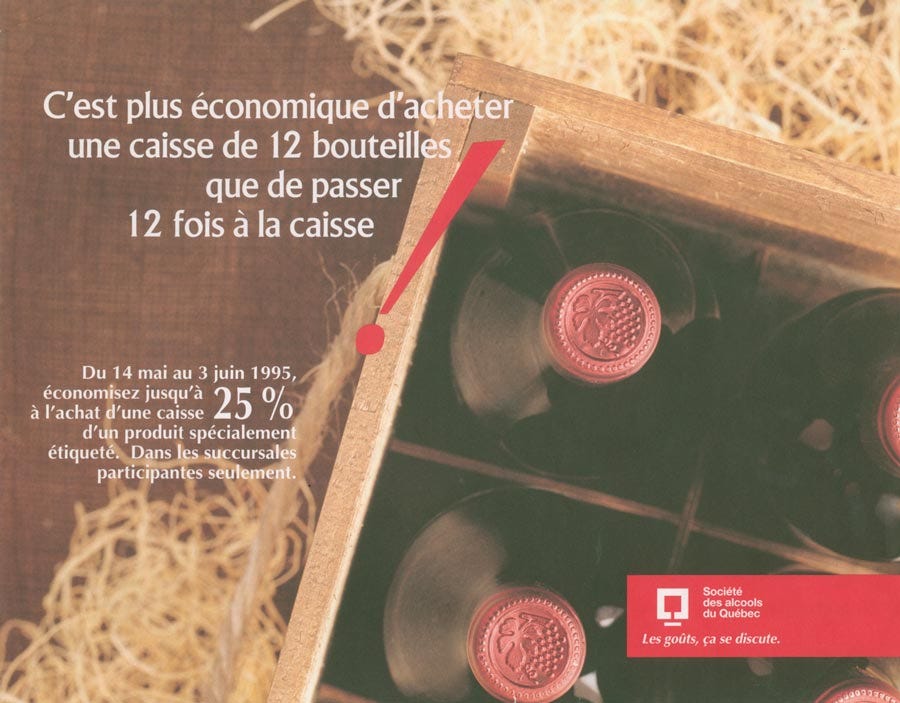 C'est plus économique d'acheter
une caisse de 12 bouteilles
que de passer
12 fois à la caisse
!
Du 14 mai au 3 juin 1995,
économisez jusqu'à 25 %
à l'achat d'une caisse
d'un produit spécialement
étiqueté. Dans les succursales
participantes seulement.
Société
des alcools
du Québec
Les goûts, ça se discute.